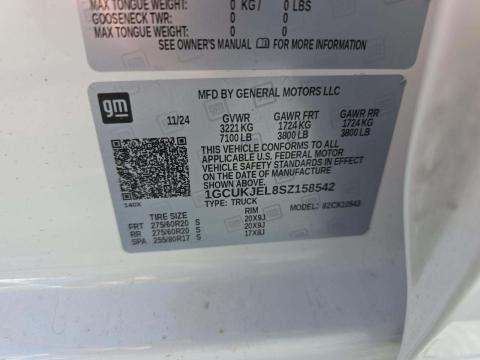 MAX TONGUE WEIGHT: 0 KG / 0 LBS
GOOSENECK TWR: 0 0
MAX TONGUE WEIGHT: 0 0
SEE OWNER'S MANUAL FOR MORE INFORMATION
MFD BY GENERAL MOTORS LLC
gm
11/24 GVWR GAWR FRT GAWR RR
3221 KG 1724 KG 1724 KG
7100 LB 3800 LB 3800 LB
THIS VEHICLE CONFORMS TO ALL
APPLICABLE U.S. FEDERAL MOTOR
VEHICLE SAFETY STANDARDS IN EFFECT
ON THE DATE OF MANUFACTURE
SHOWN ABOVE.
1GCUKJEL8SZ158542
TYPE: TRUCK
MODEL:
TIRE SIZE RIM
FRT 275/60R20 S 20X9J
RR 275/60R20 S 20X9J
SPA 255/80R17 S 17X8J